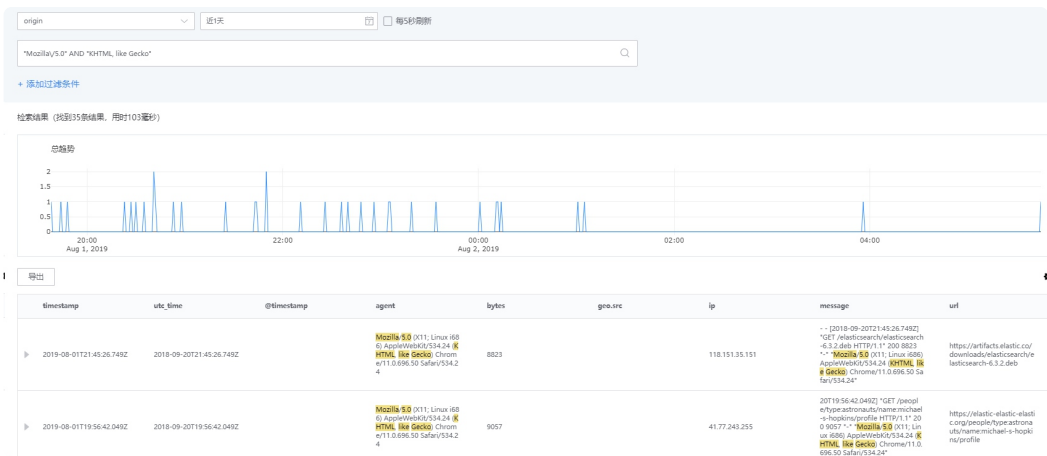 origin
近1天
每5秒刷新
"Mozilla\/5.0" AND "KHTML, like Gecko"
+ 添加过滤条件
检索结果（找到35条结果，用时103毫秒）
总趋势
2
1.5
1
0.5
0
20:00
22:00
00:00
02:00
04:00
Aug 1, 2019
Aug 2, 2019
导出
timestamp utc_time @timestamp agent bytes geo.src ip message url
2019-08-01T21:45:26.749Z
2018-09-20T21:45:26.749Z
Mozilla/5.0 (X11; Linux i68
6) AppleWebKit/534.24 (K
HTML, like Gecko) Chrom
e/11.0.696.50 Safari/534.2
4
8823
118.151.35.151
- - [2018-09-20T21:45:26.749Z]
"GET /elasticsearch/elasticsearch
-6.3.2.deb HTTP/1.1" 200 8823
"-" "Mozilla/5.0 (X11; Linux i686)
AppleWebKit/534.24 (KHTML, lik
e Gecko) Chrome/11.0.696.50 Sa
fari/534.24"
https://artifacts.elastic.co/
downloads/elasticsearch/e
lasticsearch-6.3.2.deb
2019-08-01T19:56:42.049Z
2018-09-20T19:56:42.049Z
Mozilla/5.0 (X11; Linux i68
6) AppleWebKit/534.24 (K
HTML, like Gecko) Chrom
e/11.0.696.50 Safari/534.2
4
9057
41.77.243.255
20T19:56:42.049Z] "GET /peopl
e/type:astronauts/name:michael
-s-hopkins/profile HTTP/1.1" 20
0 9057 "-" "Mozilla/5.0 (X11; Lin
ux i686) AppleWebKit/534.24 (K
HTML, like Gecko) Chrome/11.0.
696.50 Safari/534.24"
https://elastic-elastic-elasti
c.org/people/type:astrona
uts/name:michael-s-hopki
ns/profile